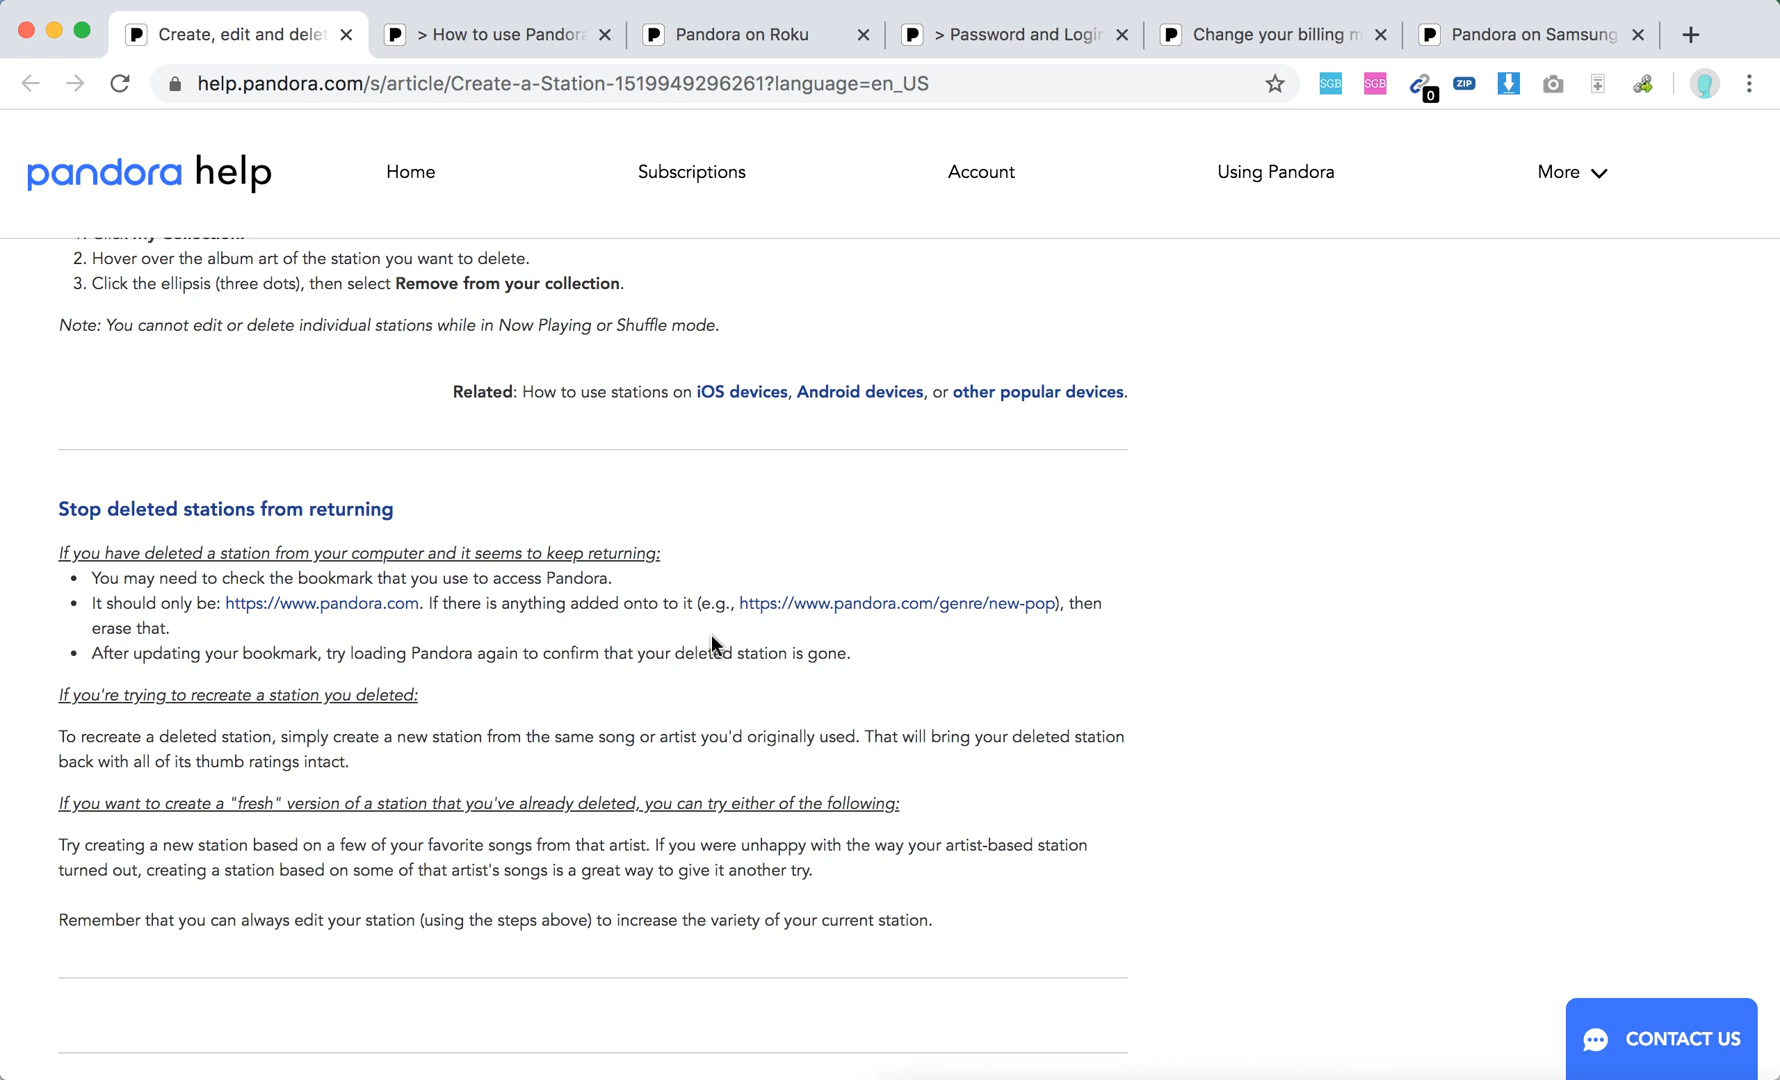 Create, edit and delet
> How to use Pandora
Pandora on Roku
> Password and Login
Change your billing m
Pandora on Samsung
help.pandora.com/s/article/Create-a-Station-1519949296261?language=en_US
SGB
SGB
0
ZIP
pandora help
Home
Subscriptions
Account
Using Pandora
More
2. Hover over the album art of the station you want to delete.
3. Click the ellipsis (three dots), then select Remove from your collection.
Note: You cannot edit or delete individual stations while in Now Playing or Shuffle mode.
Related: How to use stations on iOS devices, Android devices, or other popular devices.
Stop deleted stations from returning
If you have deleted a station from your computer and it seems to keep returning:
• You may need to check the bookmark that you use to access Pandora.
• It should only be: https://www.pandora.com. If there is anything added onto to it (e.g., https://www.pandora.com/genre/new-pop), then
erase that.
• After updating your bookmark, try loading Pandora again to confirm that your deleted station is gone.
If you're trying to recreate a station you deleted:
To recreate a deleted station, simply create a new station from the same song or artist you'd originally used. That will bring your deleted station
back with all of its thumb ratings intact.
If you want to create a "fresh" version of a station that you've already deleted, you can try either of the following:
Try creating a new station based on a few of your favorite songs from that artist. If you were unhappy with the way your artist-based station
turned out, creating a station based on some of that artist's songs is a great way to give it another try.
Remember that you can always edit your station (using the steps above) to increase the variety of your current station.
CONTACT US